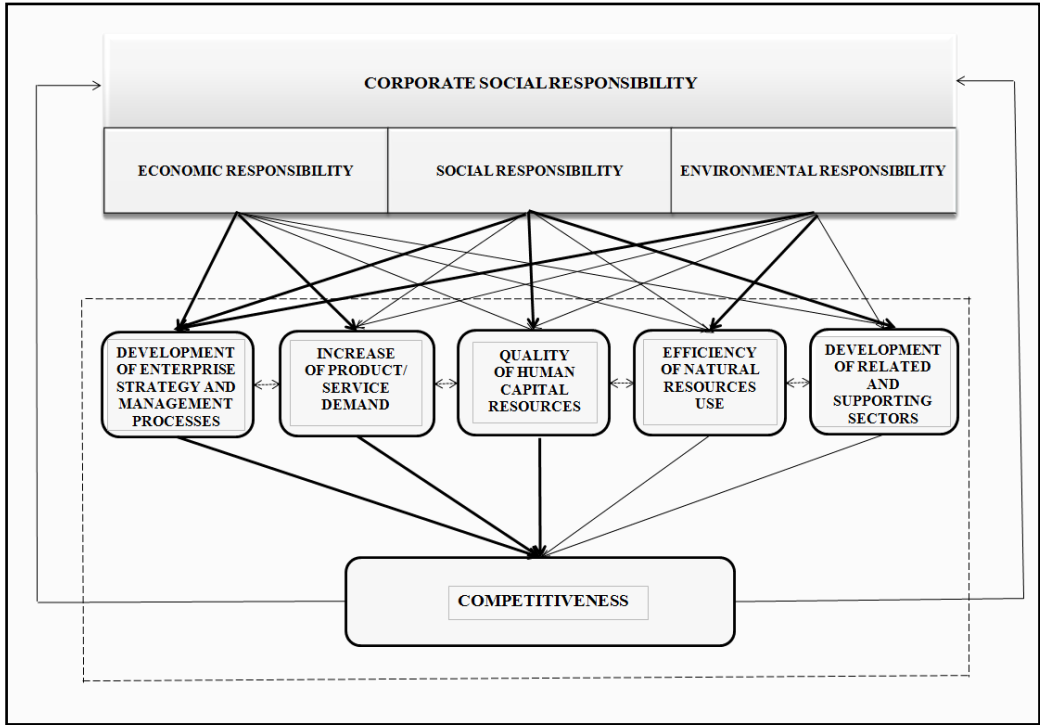 CORPORATE SOCIAL RESPONSIBILITY
ECONOMIC RESPONSIBILITY
SOCIAL RESPONSIBILITY
ENVIRONMENTAL RESPONSIBILITY
DEVELOPMENT
OF ENTERPRISE
STRATEGY AND
MANAGEMENT
PROCESSES
INCREASE
OF PRODUCT/
SERVICE
DEMAND
QUALITY
OF HUMAN
CAPITAL
RESOURCES
EFFICIENCY
OF NATURAL
RESOURCES
USE
DEVELOPMENT
OF RELATED
AND
SUPPORTING
SECTORS
COMPETITIVENESS